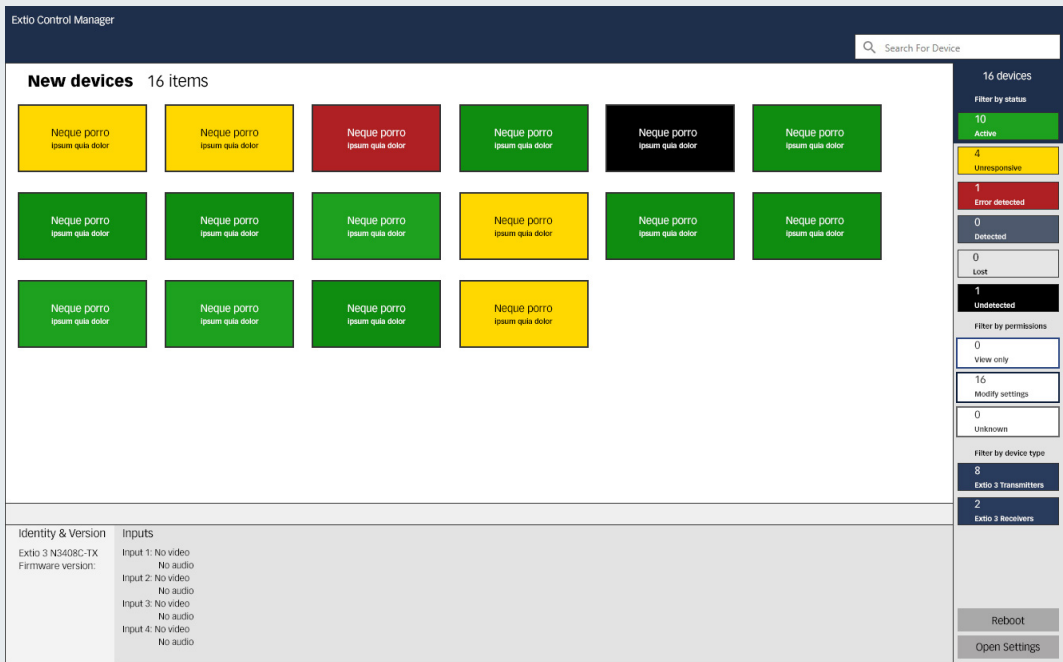 Extio Control Manager
Search For Device
New devices 16 items
Neque porro
ipsum quia dolor
Neque porro
ipsum quia dolor
Neque porro
ipsum quia dolor
Neque porro
ipsum quia dolor
Neque porro
ipsum quia dolor
Neque porro
ipsum quia dolor
Neque porro
ipsum quia dolor
Neque porro
ipsum quia dolor
Neque porro
ipsum quia dolor
Neque porro
ipsum quia dolor
Neque porro
ipsum quia dolor
Neque porro
ipsum quia dolor
Neque porro
ipsum quia dolor
Neque porro
ipsum quia dolor
Neque porro
ipsum quia dolor
Neque porro
ipsum quia dolor
16 devices
Filter by status
10
Active
4
Unresponsive
1
Error detected
0
Detected
0
Lost
1
Undetected
Filter by permissions
0
View only
16
Modify settings
0
Unknown
Filter by device type
8
Extio 3 Transmitters
2
Extio 3 Receivers
Reboot
Open Settings
Identity & Version
Extio 3 N3408C-TX
Firmware version:
Inputs
Input 1: No video
No audio
Input 2: No video
No audio
Input 3: No video
No audio
Input 4: No video
No audio